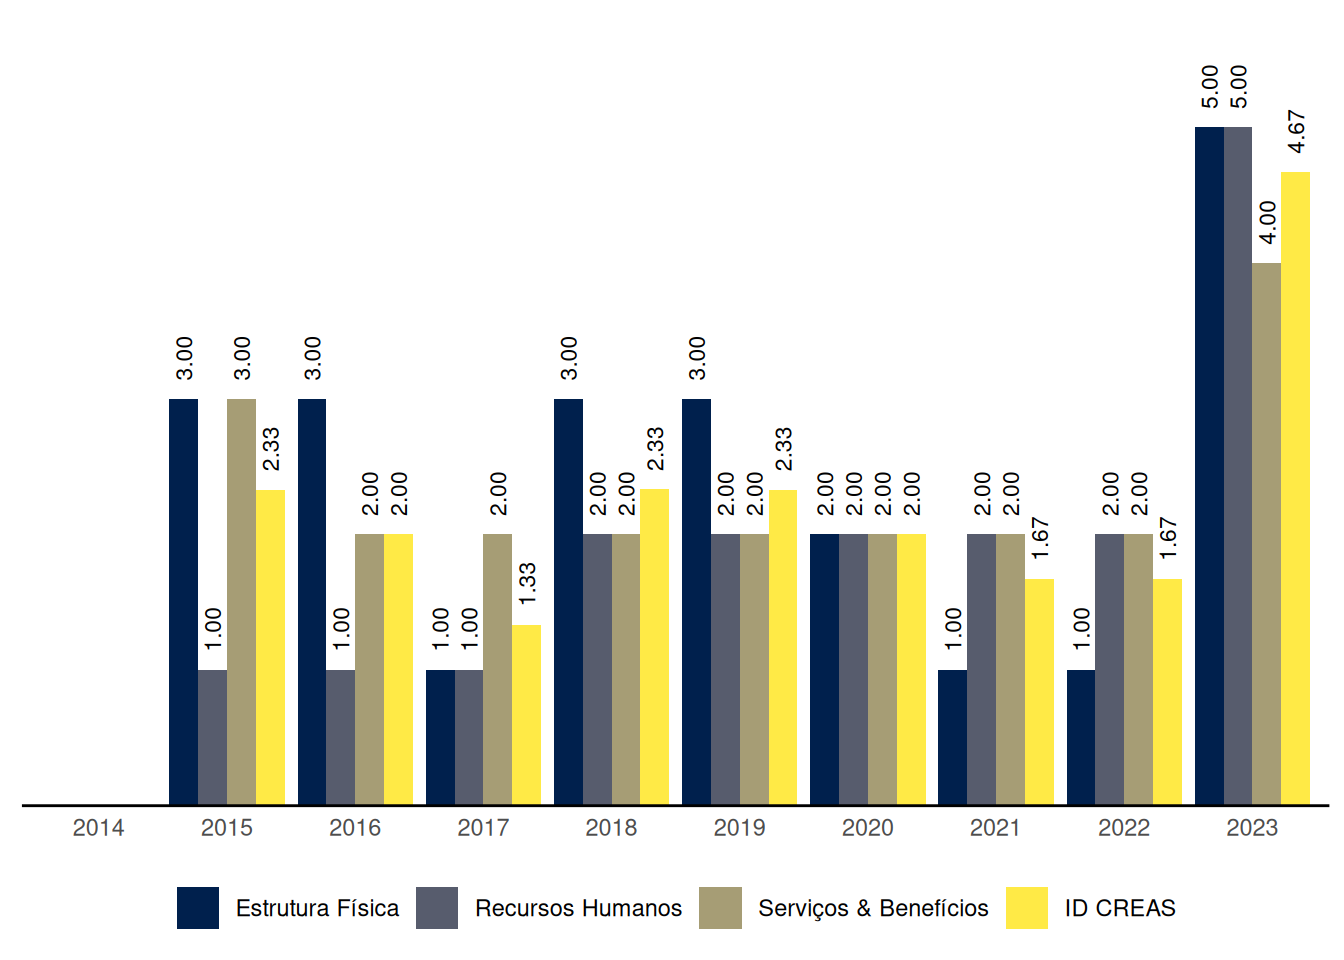 5.00 5.00
4.67
4.00
3.00 3.00 3.00 3.00 3.00
2.33 2.33 2.33
2.00 2.00 2.00 2.00 2.00 2.00 2.00 2.00 2.00 2.00 2.00 2.00 2.00 2.00 2.00
1.67 1.67
1.33
1.00 1.00 1.00 1.00 1.00 1.00
2014 2015 2016 2017 2018 2019 2020 2021 2022 2023
Estrutura Física Recursos Humanos Serviços & Benefícios ID CREAS